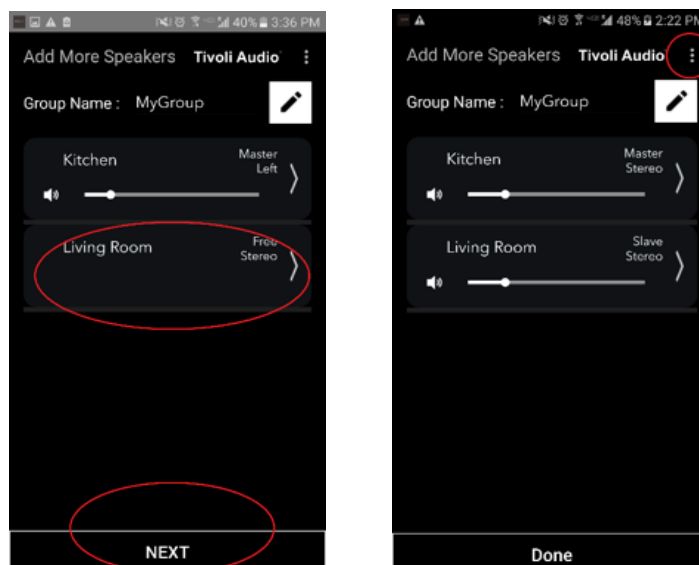 40% 3:36 PM
Add More Speakers Tivoli Audio
Group Name : MyGroup
Kitchen
Master
Left
Living Room
Free
Stereo
NEXT
48% 2:22 PM
Add More Speakers Tivoli Audio
Group Name : MyGroup
Kitchen
Master
Stereo
Living Room
Slave
Stereo
Done